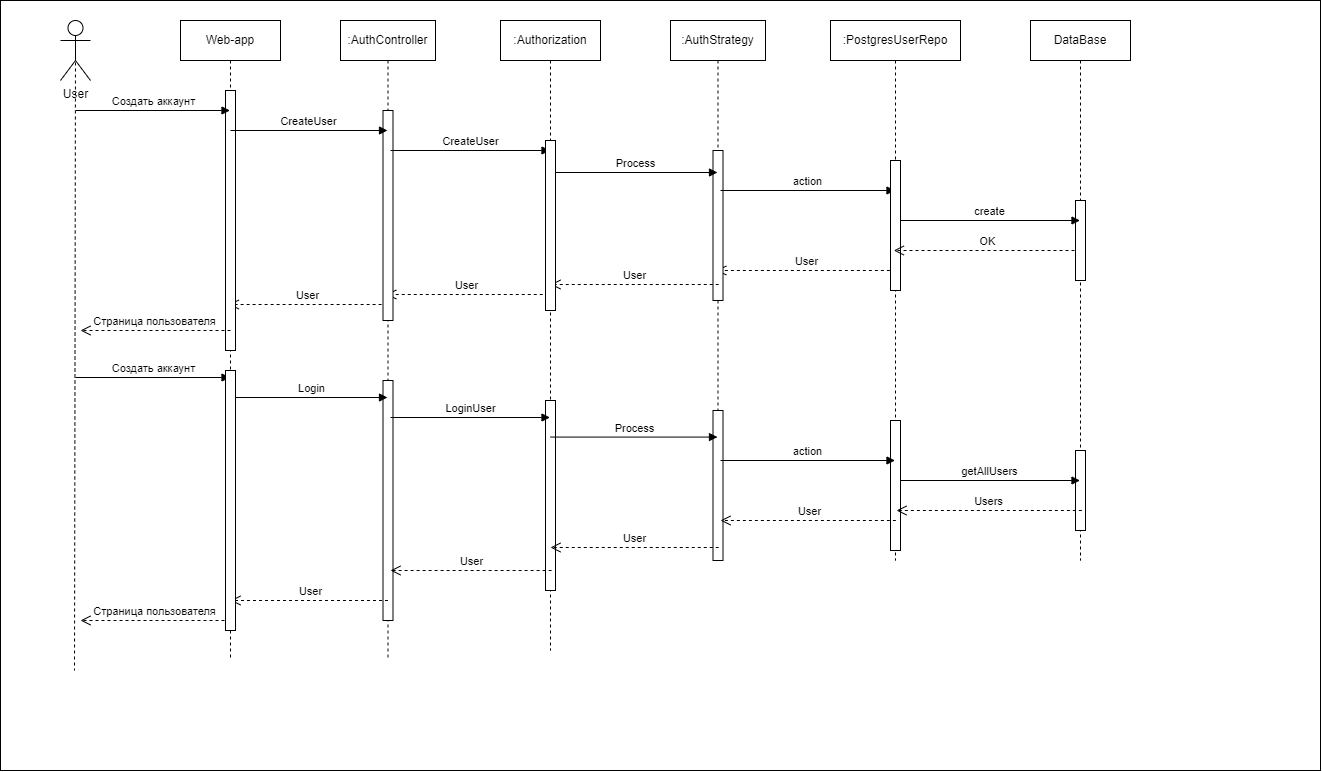 Web-app
:AuthController
:Authorization
:AuthStrategy
:PostgresUserRepo
DataBase
User
Создать аккаунт
CreateUser
CreateUser
Process
action
create
OK
User
User
User
User
Страница пользователя
Создать аккаунт
Login
LoginUser
Process
action
getAllUsers
Users
User
User
User
User
Страница пользователя